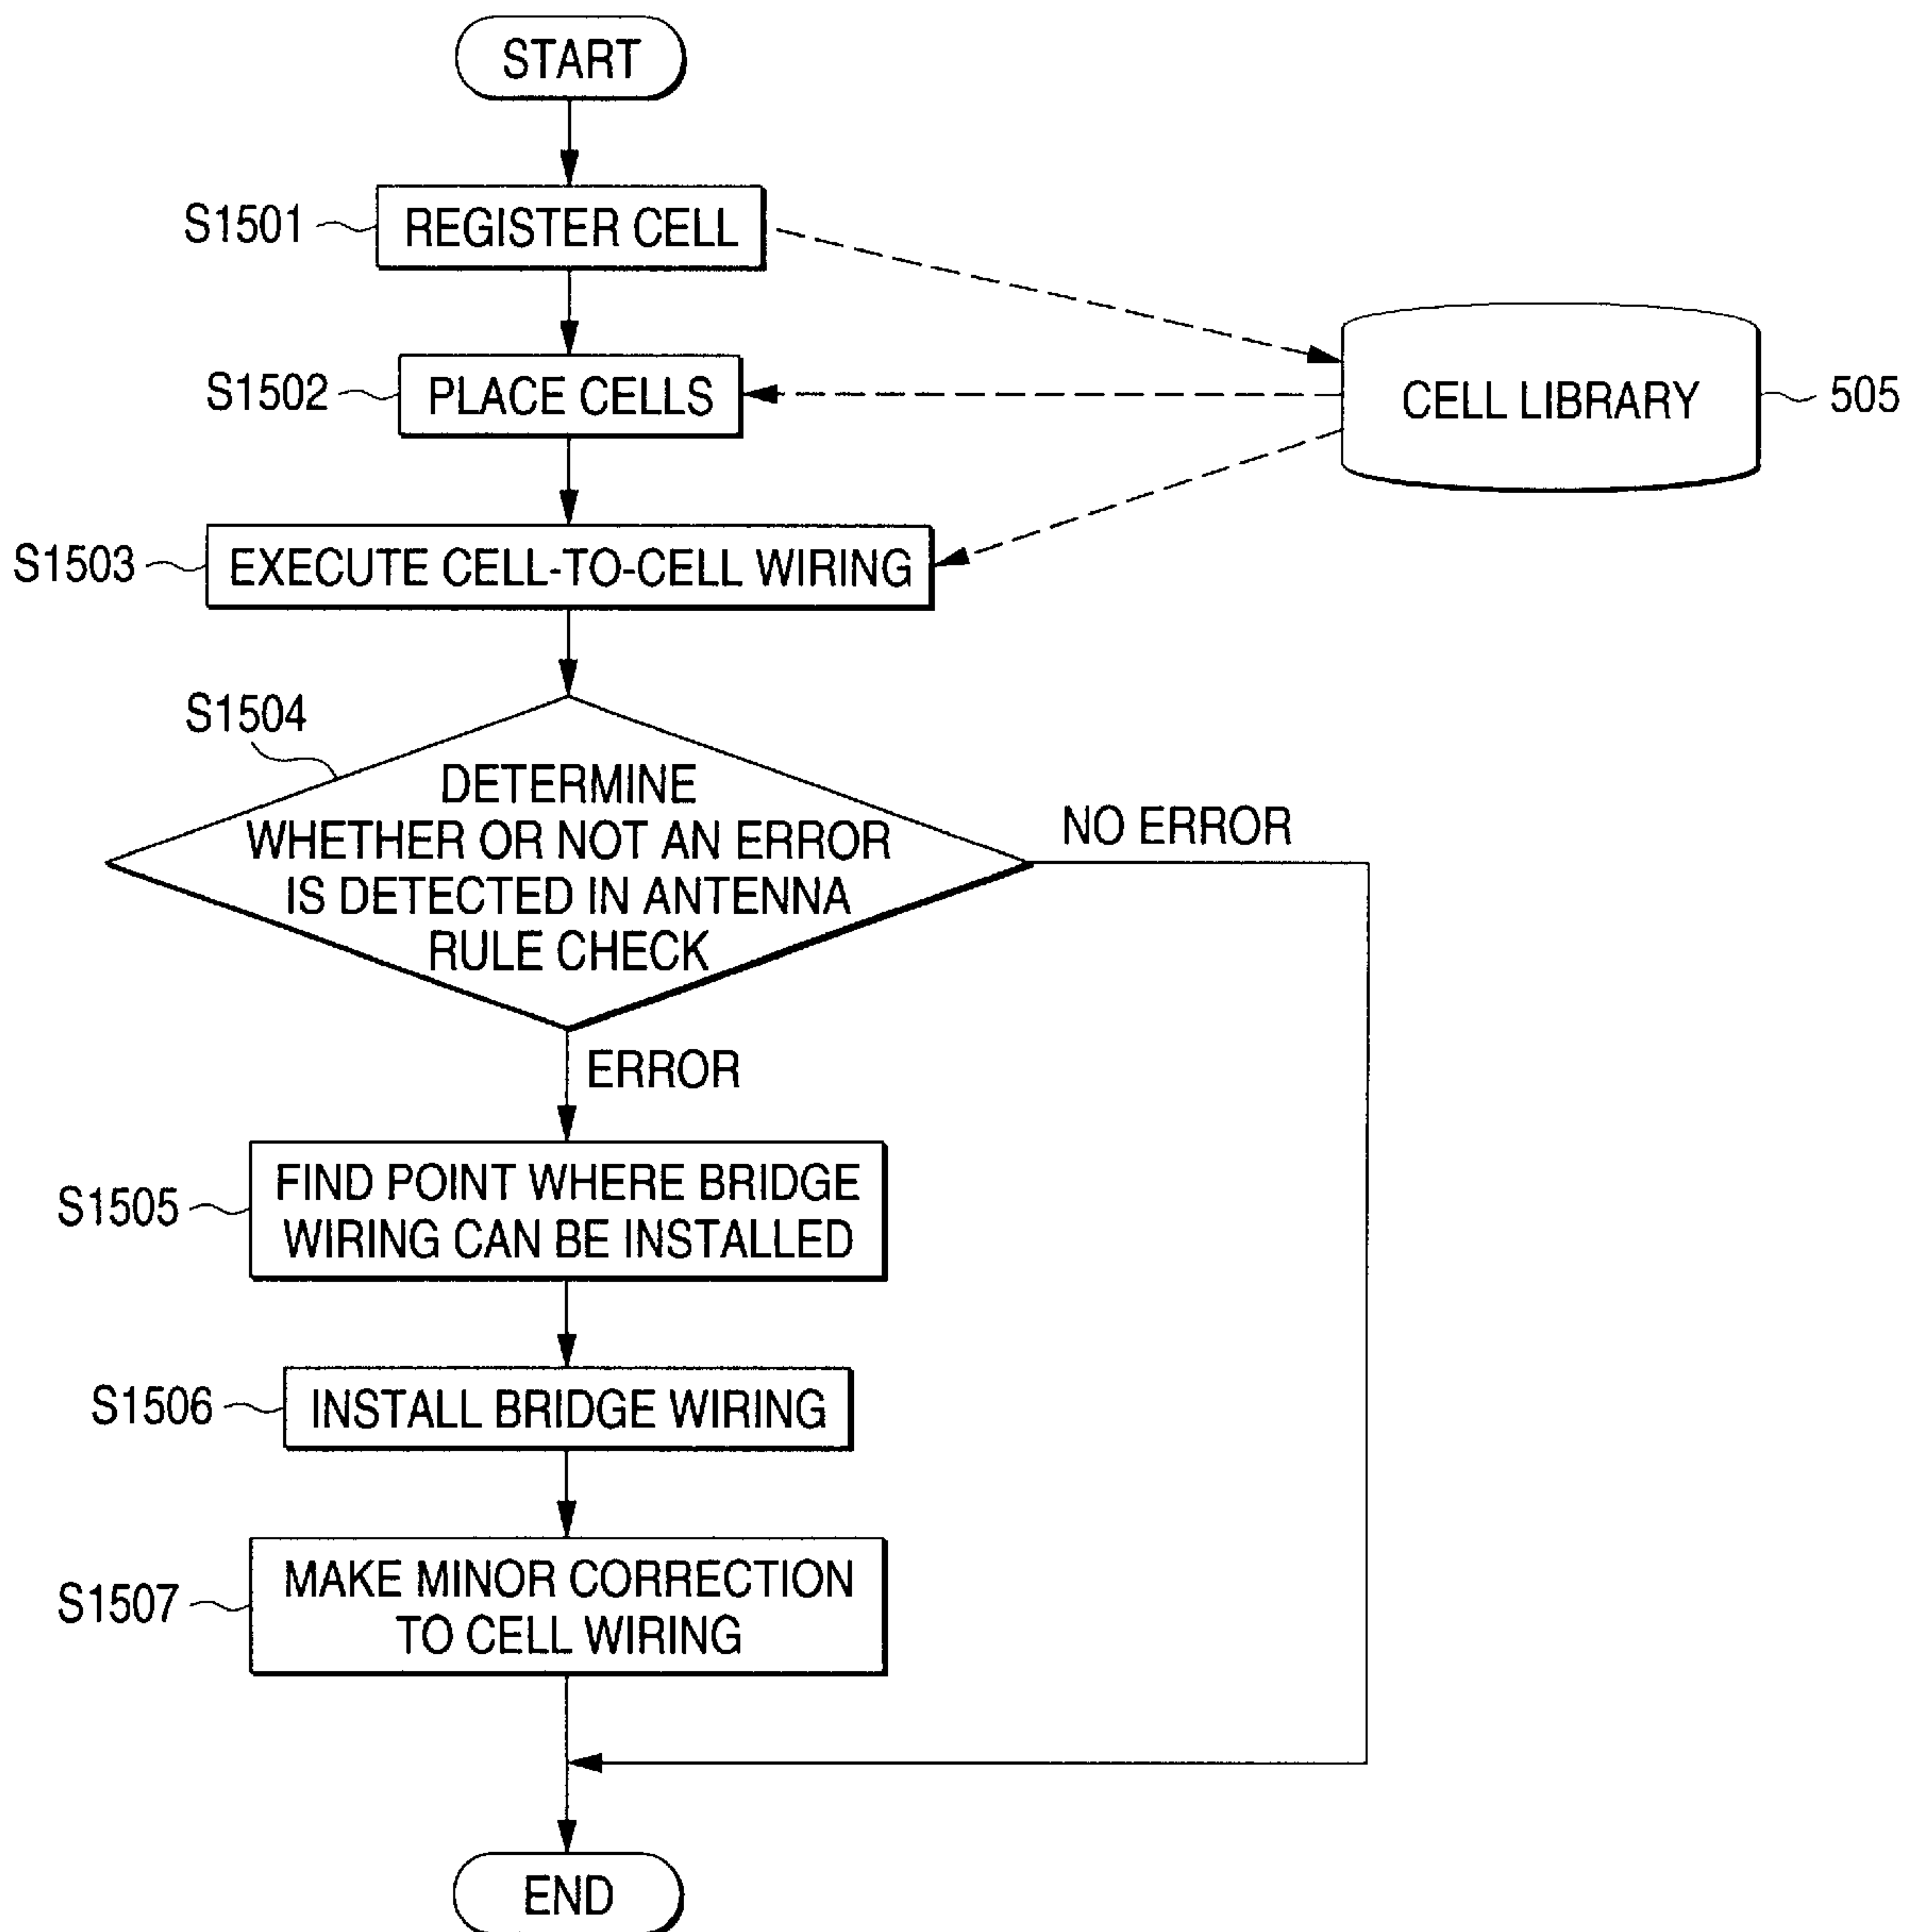 START
S1501
REGISTER CELL
S1502
PLACE CELLS
CELL LIBRARY
505
S1503
EXECUTE CELL-TO-CELL WIRING
S1504
DETERMINE
WHETHER OR NOT AN ERROR
IS DETECTED IN ANTENNA
RULE CHECK
NO ERROR
ERROR
S1505
FIND POINT WHERE BRIDGE
WIRING CAN BE INSTALLED
S1506
INSTALL BRIDGE WIRING
S1507
MAKE MINOR CORRECTION
TO CELL WIRING
END